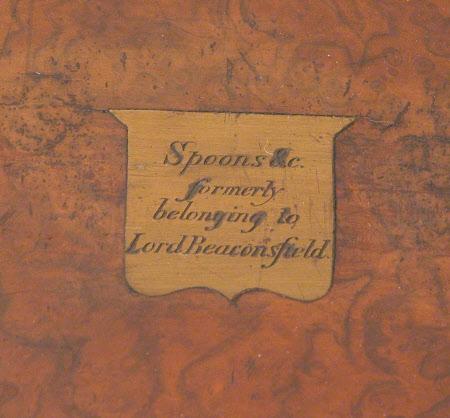 Spoons &c.
formerly
belonging to
Lord Beaconsfield.